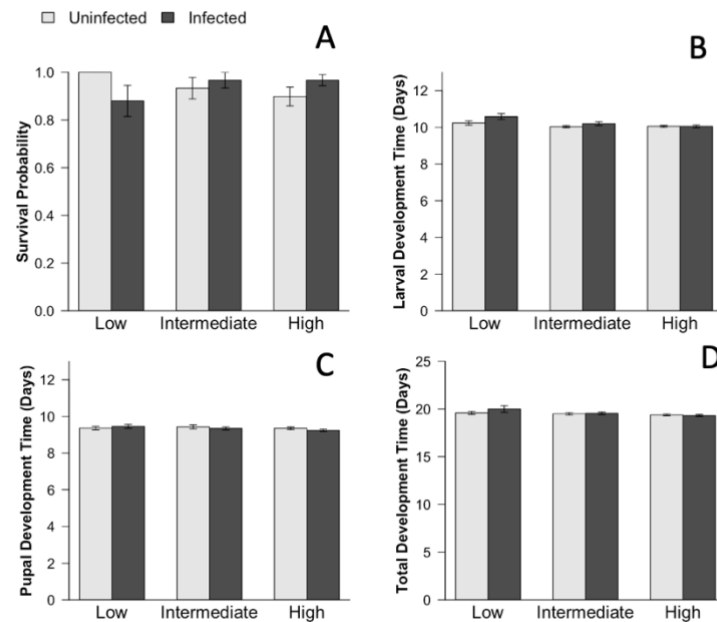 Uninfected Infected
A
Survival Probability
1.0
0.8
0.6
0.4
0.2
0.0
Low Intermediate High
B
Larval Development Time (Days)
12
10
8
6
4
2
0
Low Intermediate High
C
Pupal Development Time (Days)
12
10
8
6
4
2
0
Low Intermediate High
D
Total Development Time (Days)
25
20
15
10
5
0
Low Intermediate High